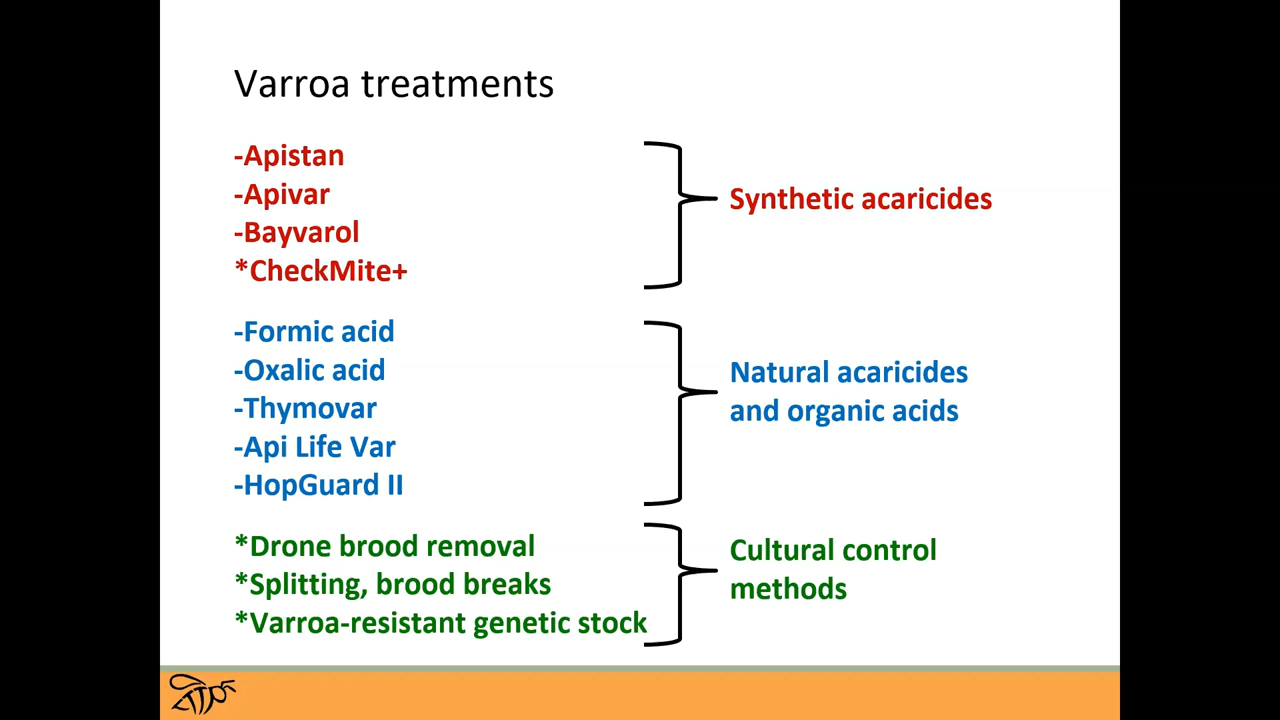 Varroa treatments
-Apistan
-Apivar
-Bayvarol
*CheckMite+
Synthetic acaricides
-Formic acid
-Oxalic acid
-Thymovar
-Api Life Var
-HopGuard II
Natural acaricides
and organic acids
*Drone brood removal
*Splitting, brood breaks
*Varroa-resistant genetic stock
Cultural control
methods